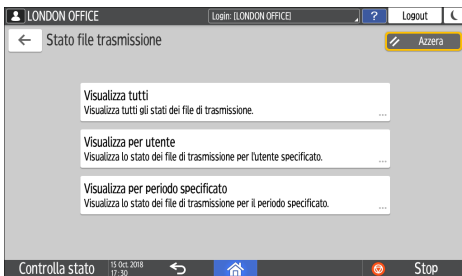 LONDON OFFICE
Login: [LONDON OFFICE]
?
Logout
Stato file trasmissione
Azzera
Visualizza tutti
Visualizza tutti gli stati dei file di trasmissione.
...
Visualizza per utente
Visualizza lo stato dei file di trasmissione per l'utente specificato.
...
Visualizza per periodo specificato
Visualizza lo stato dei file di trasmissione per il periodo specificato.
...
Controlla stato
15 Oct. 2018
17: 30
Stop